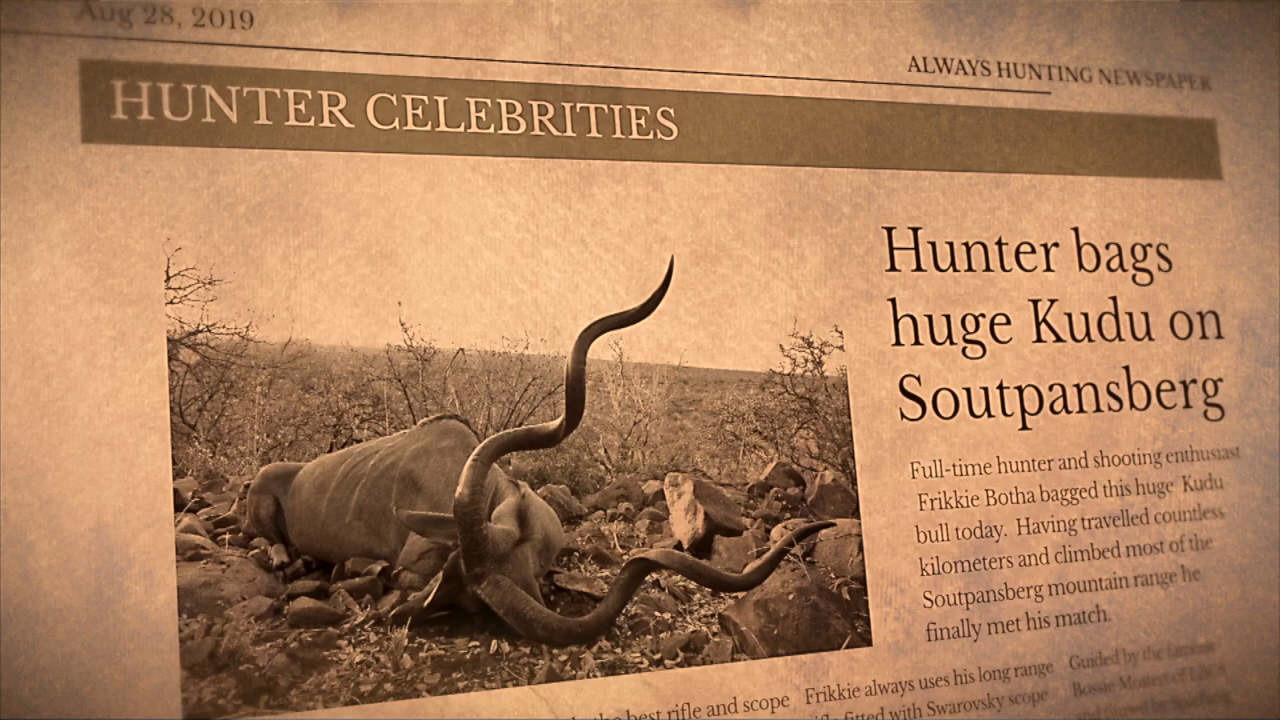 Aug 28, 2019
ALWAYS HUNTING NEWSPAPER
HUNTER CELEBRITIES
Hunter bags
huge Kudu on
Soutpansberg
Full-time hunter and shooting enthusiast
Frikkie Botha bagged this huge Kudu
bull today. Having travelled countless
kilometers and climbed most of the
Soutpansberg mountain range he
finally met his match.
the best rifle and scope
Frikkie always uses his long range
fitted with Swarovsky scope
Guided by the famous
Bossie